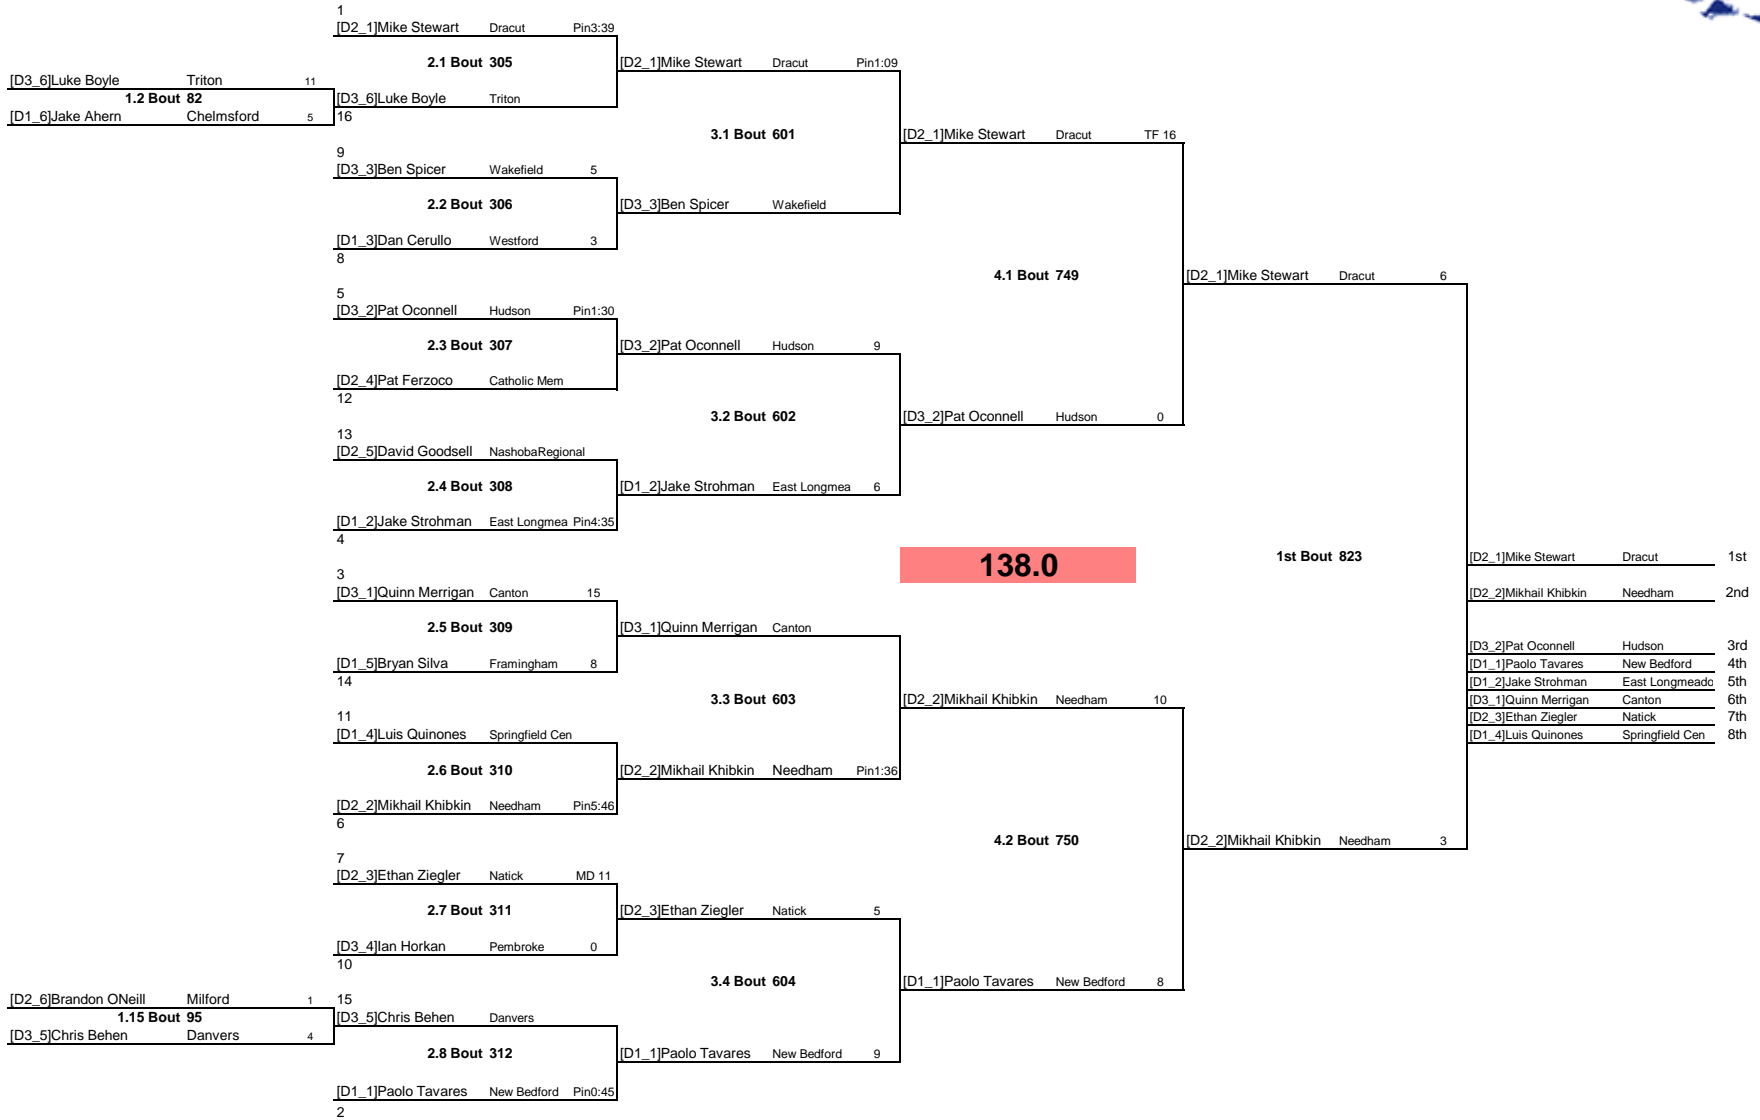 1
[D2_1]Mike Stewart Dracut Pin3:39
2.1 Bout 305
[D3_6]Luke Boyle Triton 11
1.2 Bout 82
[D1_6]Jake Ahern Chelmsford 5
[D3_6]Luke Boyle Triton
16
9
[D3_3]Ben Spicer Wakefield 5
2.2 Bout 306
[D1_3]Dan Cerullo Westford 3
8
5
[D3_2]Pat Oconnell Hudson Pin1:30
2.3 Bout 307
[D2_4]Pat Ferzoco Catholic Mem
12
13
[D2_5]David Goodsell NashobaRegional
2.4 Bout 308
[D1_2]Jake Strohman East Longmea Pin4:35
4
3
[D3_1]Quinn Merrigan Canton 15
2.5 Bout 309
[D1_5]Bryan Silva Framingham 8
14
11
[D1_4]Luis Quinones Springfield Cen
2.6 Bout 310
[D2_2]Mikhail Khibkin Needham Pin5:46
6
7
[D2_3]Ethan Ziegler Natick MD 11
2.7 Bout 311
[D3_4]Ian Horkan Pembroke 0
10
[D2_6]Brandon ONeill Milford 1
1.15 Bout 95
[D3_5]Chris Behen Danvers 4
15
[D3_5]Chris Behen Danvers
2.8 Bout 312
[D1_1]Paolo Tavares New Bedford Pin0:45
2
[D2_1]Mike Stewart Dracut Pin1:09
3.1 Bout 601
[D3_3]Ben Spicer Wakefield
[D3_2]Pat Oconnell Hudson 9
3.2 Bout 602
[D1_2]Jake Strohman East Longmea 6
[D3_1]Quinn Merrigan Canton
3.3 Bout 603
[D2_2]Mikhail Khibkin Needham Pin1:36
[D2_3]Ethan Ziegler Natick 5
3.4 Bout 604
[D1_1]Paolo Tavares New Bedford 9
[D2_1]Mike Stewart Dracut TF 16
4.1 Bout 749
[D3_2]Pat Oconnell Hudson 0
138.0
[D2_2]Mikhail Khibkin Needham 10
4.2 Bout 750
[D1_1]Paolo Tavares New Bedford 8
[D2_1]Mike Stewart Dracut 6
1st Bout 823
[D2_2]Mikhail Khibkin Needham 3
[D2_1]Mike Stewart Dracut 1st
[D2_2]Mikhail Khibkin Needham 2nd
[D3_2]Pat Oconnell Hudson 3rd
[D1_1]Paolo Tavares New Bedford 4th
[D1_2]Jake Strohman East Longmeado 5th
[D3_1]Quinn Merrigan Canton 6th
[D2_3]Ethan Ziegler Natick 7th
[D1_4]Luis Quinones Springfield Cen 8th